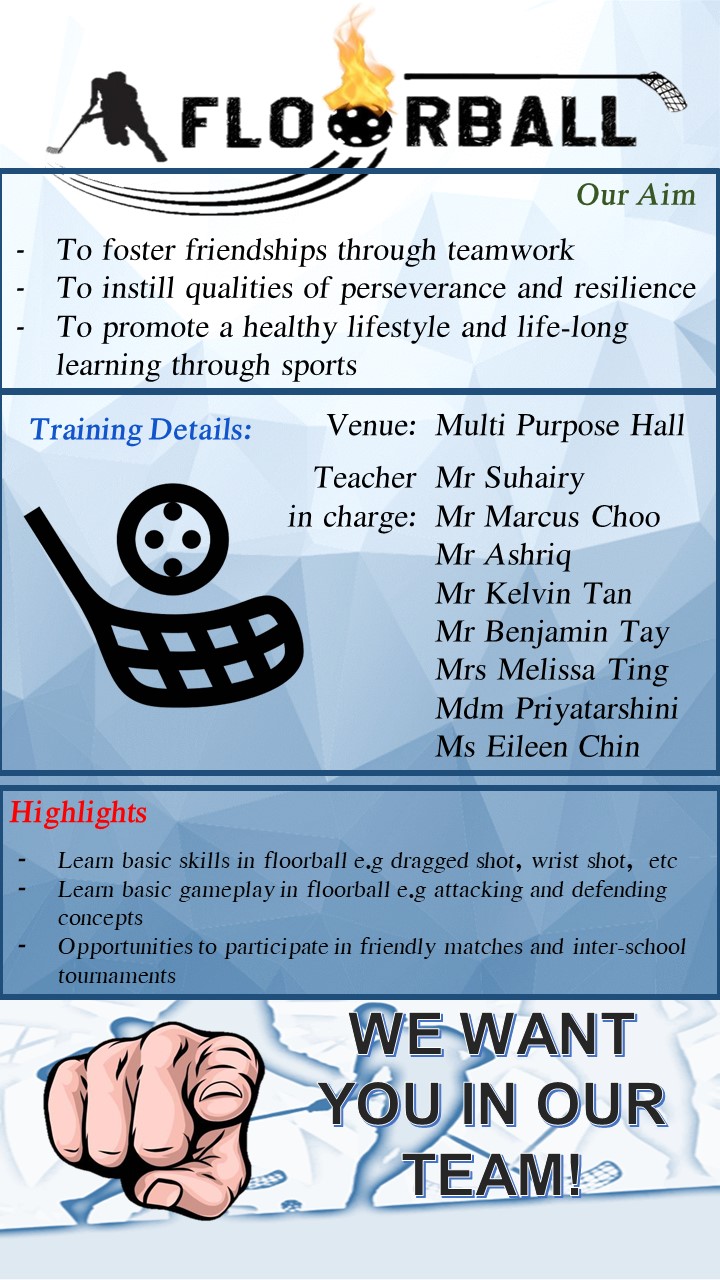 FLOORBALL
Our Aim
- To foster friendships through teamwork
- To instill qualities of perseverance and resilience
- To promote a healthy lifestyle and life-long
learning through sports
Training Details:
Venue: Multi Purpose Hall
Teacher Mr Suhairy
in charge: Mr Marcus Choo
Mr Ashriq
Mr Kelvin Tan
Mr Benjamin Tay
Mrs Melissa Ting
Mdm Priyatarshini
Ms Eileen Chin
Highlights
- Learn basic skills in floorball e.g dragged shot, wrist shot, etc
- Learn basic gameplay in floorball e.g attacking and defending
concepts
- Opportunities to participate in friendly matches and inter-school
tournaments
WE WANT
YOU IN OUR
TEAM!